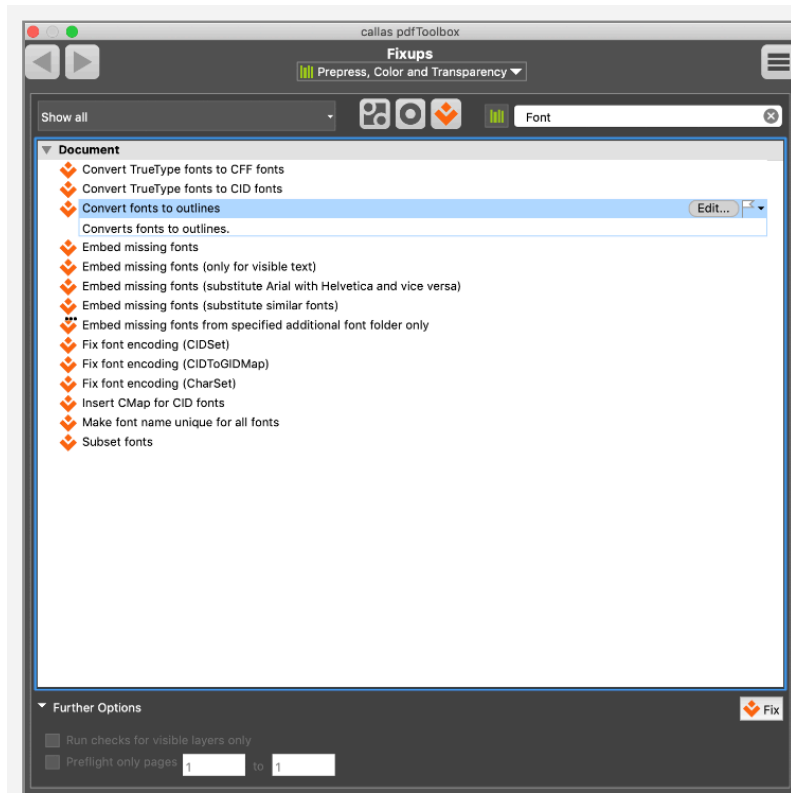 callas pdfToolbox
Fixups
Prepress, Color and Transparency
Show all
Font
Document
Convert TrueType fonts to CFF fonts
Convert TrueType fonts to CID fonts
Convert fonts to outlines
Edit...
Converts fonts to outlines.
Embed missing fonts
Embed missing fonts (only for visible text)
Embed missing fonts (substitute Arial with Helvetica and vice versa)
Embed missing fonts (substitute similar fonts)
Embed missing fonts from specified additional font folder only
Fix font encoding (CIDSet)
Fix font encoding (CIDToGIDMap)
Fix font encoding (CharSet)
Insert CMap for CID fonts
Make font name unique for all fonts
Subset fonts
Further Options
Fix
Run checks for visible layers only
Preflight only pages 1 to 1